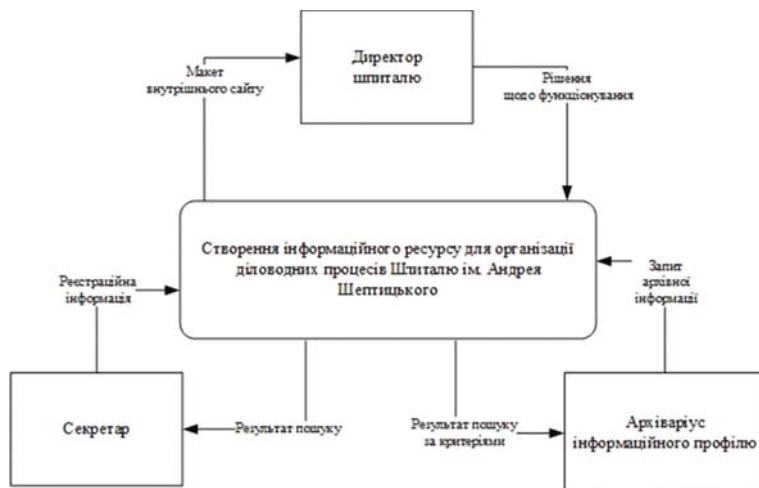 Директор
шпиталю
Макет
внутрішнього сайту
Рішення
щодо функціонування
Створення інформаційного ресурсу для організації
діловодних процесів Шпиталю ім. Андрея
Шептицького
Реєстраційна
інформація
Запит
архівної
інформації
Секретар
Результат пошуку
Результат пошуку
за критеріями
Архіваріус
інформаційного профілю